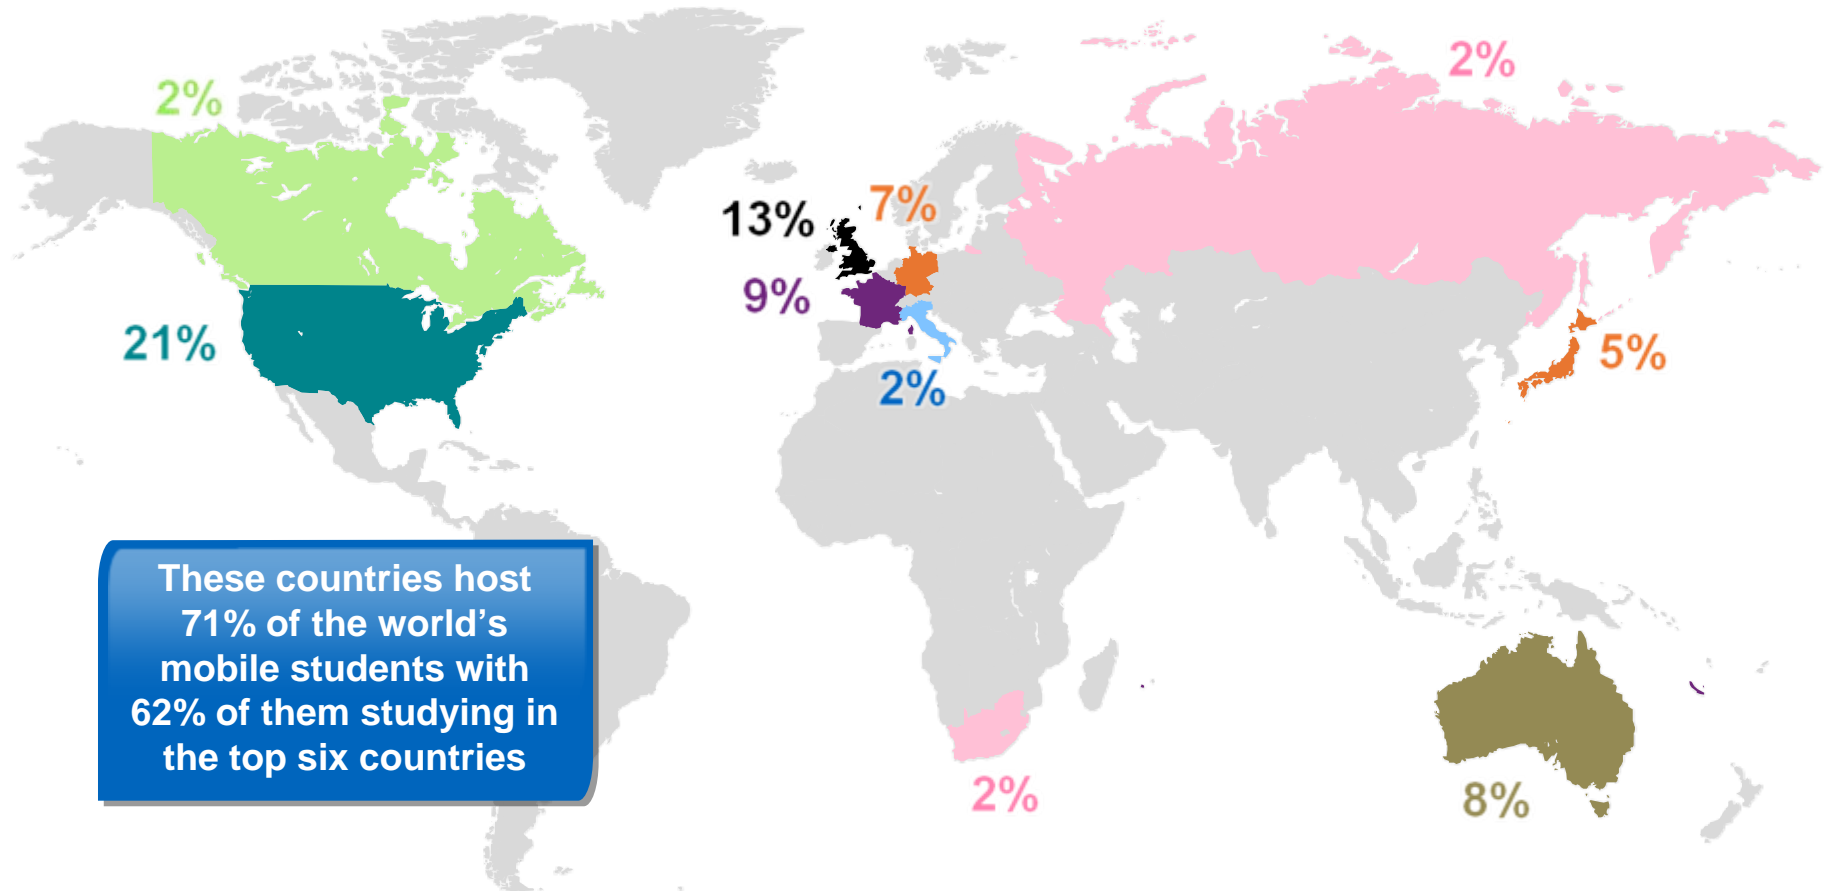 2%
2%
13%
7%
9%
21%
5%
2%
These countries host
71% of the world’s
mobile students with
62% of them studying in
the top six countries
2%
8%